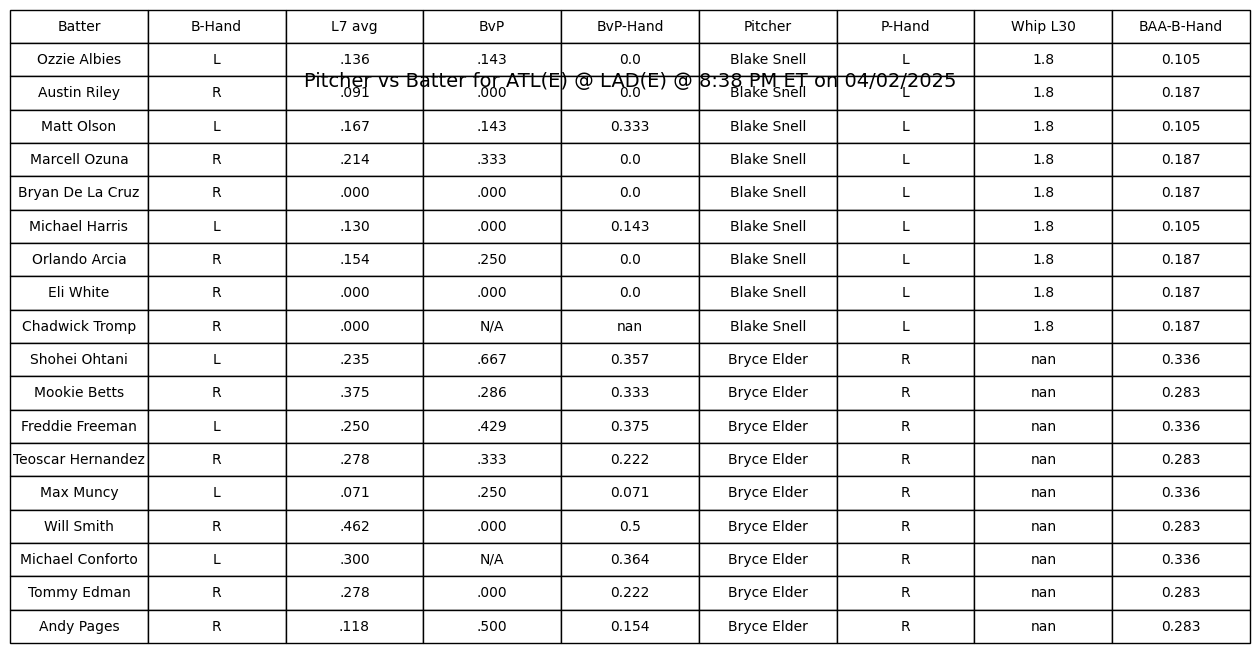 Batter B-Hand L7 avg BvP BvP-Hand Pitcher P-Hand Whip L30 BAA-B-Hand
Ozzie Albies L .136 .143 0.0 Blake Snell L 1.8 0.105
Pitcher vs Batter for ATL(E) @ LAD(E) @ 8:38 PM ET on 04/02/2025
Austin Riley R .091 .000 0.0 Blake Snell L 1.8 0.187
Matt Olson L .167 .143 0.333 Blake Snell L 1.8 0.105
Marcell Ozuna R .214 .333 0.0 Blake Snell L 1.8 0.187
Bryan De La Cruz R .000 .000 0.0 Blake Snell L 1.8 0.187
Michael Harris L .130 .000 0.143 Blake Snell L 1.8 0.105
Orlando Arcia R .154 .250 0.0 Blake Snell L 1.8 0.187
Eli White R .000 .000 0.0 Blake Snell L 1.8 0.187
Chadwick Tromp R .000 N/A nan Blake Snell L 1.8 0.187
Shohei Ohtani L .235 .667 0.357 Bryce Elder R nan 0.336
Mookie Betts R .375 .286 0.333 Bryce Elder R nan 0.283
Freddie Freeman L .250 .429 0.375 Bryce Elder R nan 0.336
Teoscar Hernandez R .278 .333 0.222 Bryce Elder R nan 0.283
Max Muncy L .071 .250 0.071 Bryce Elder R nan 0.336
Will Smith R .462 .000 0.5 Bryce Elder R nan 0.283
Michael Conforto L .300 N/A 0.364 Bryce Elder R nan 0.336
Tommy Edman R .278 .000 0.222 Bryce Elder R nan 0.283
Andy Pages R .118 .500 0.154 Bryce Elder R nan 0.283